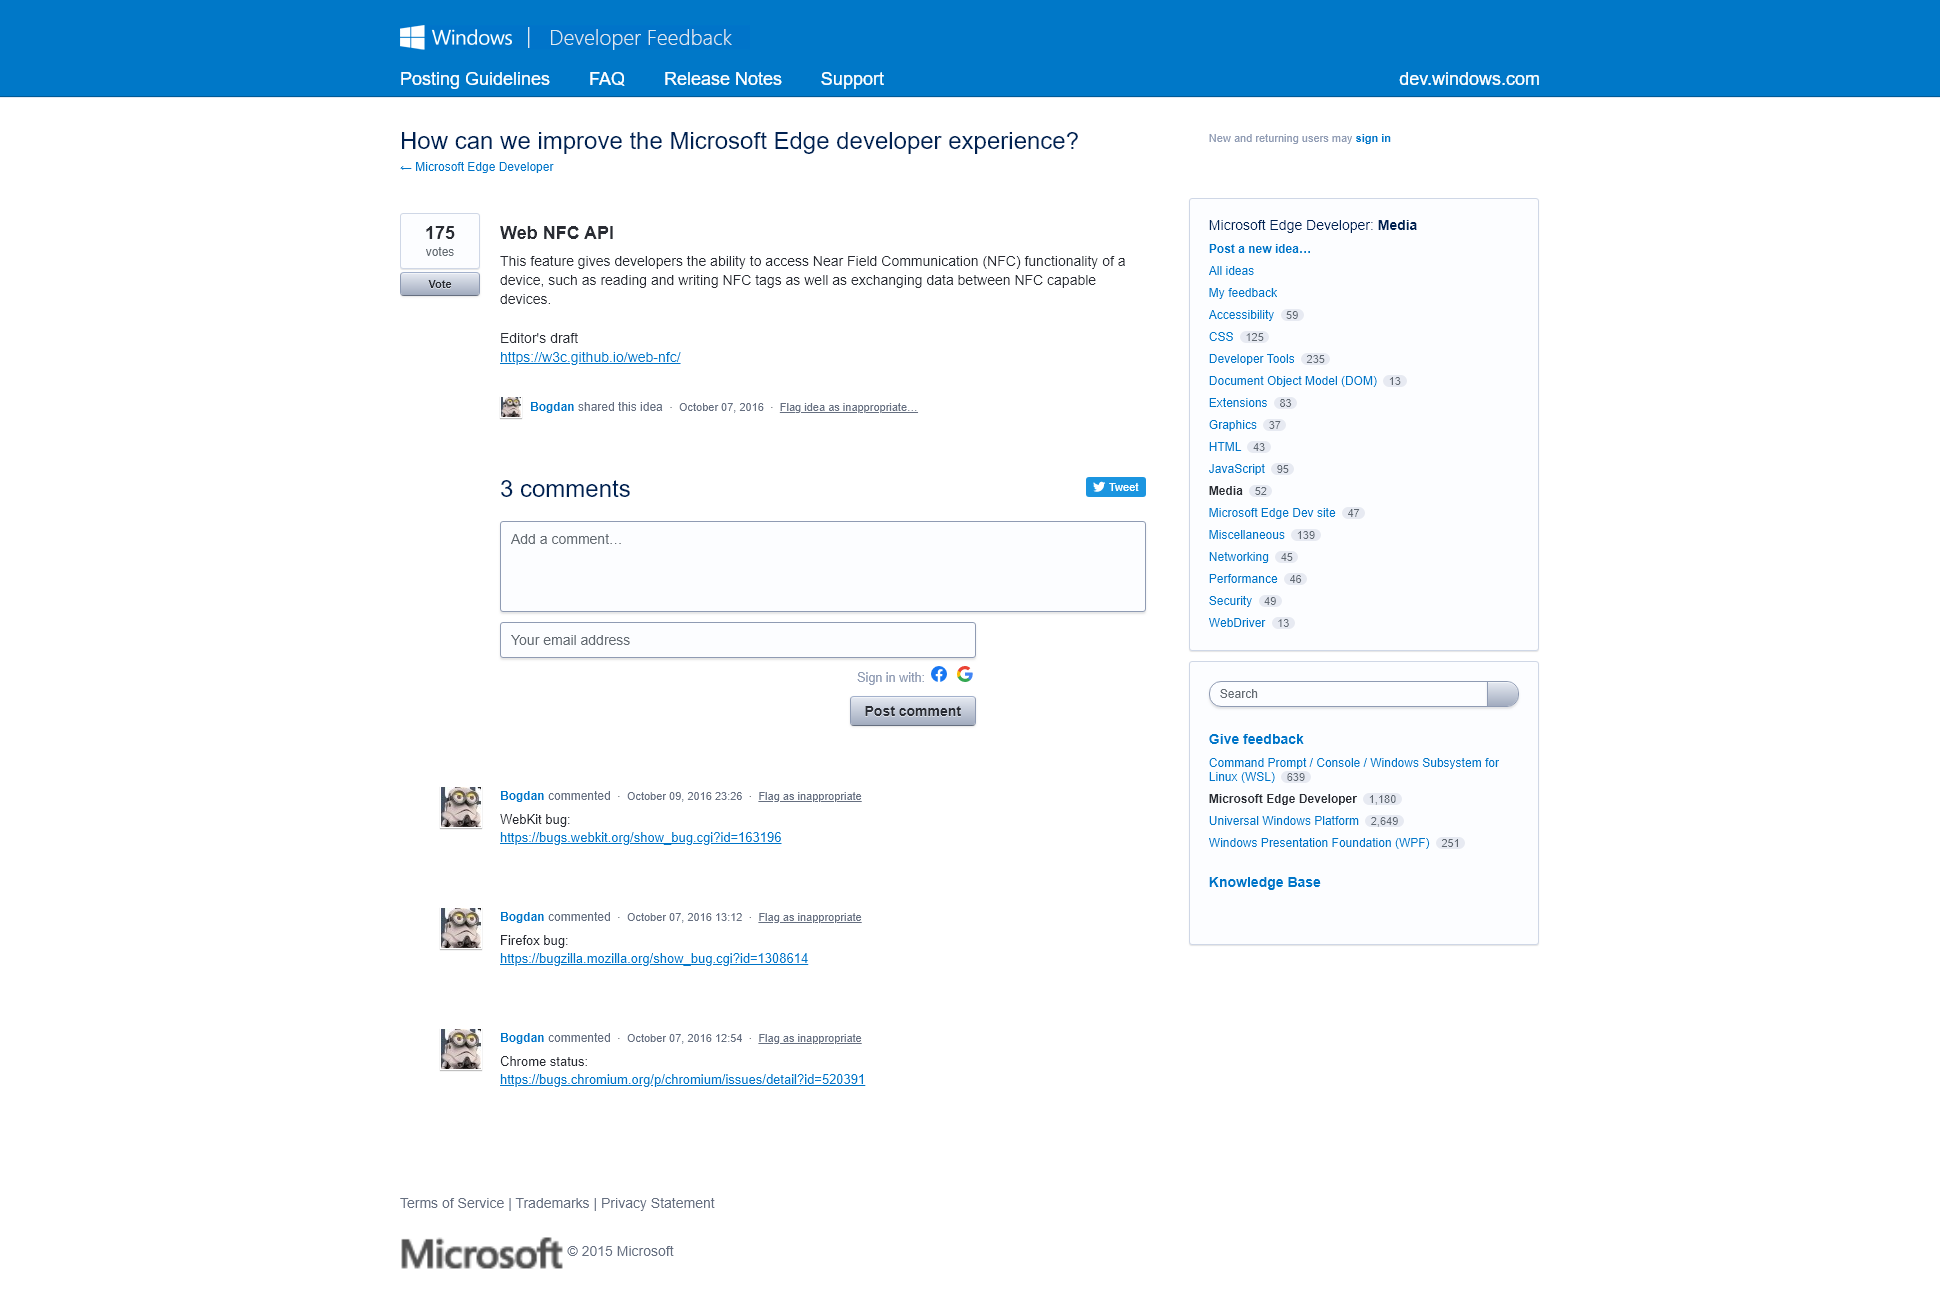 Windows | Developer Feedback
Posting Guidelines FAQ Release Notes Support dev.windows.com
How can we improve the Microsoft Edge developer experience?
← Microsoft Edge Developer
New and returning users may sign in
175
votes
Vote
Web NFC API
This feature gives developers the ability to access Near Field Communication (NFC) functionality of a
device, such as reading and writing NFC tags as well as exchanging data between NFC capable
devices.
Editor's draft
https://w3c.github.io/web-nfc/
Bogdan shared this idea · October 07, 2016 · Flag idea as inappropriate…
3 comments
Tweet
Add a comment…
Your email address
Sign in with:
Post comment
Bogdan commented · October 09, 2016 23:26 · Flag as inappropriate
WebKit bug:
https://bugs.webkit.org/show_bug.cgi?id=163196
Bogdan commented · October 07, 2016 13:12 · Flag as inappropriate
Firefox bug:
https://bugzilla.mozilla.org/show_bug.cgi?id=1308614
Bogdan commented · October 07, 2016 12:54 · Flag as inappropriate
Chrome status:
https://bugs.chromium.org/p/chromium/issues/detail?id=520391
Microsoft Edge Developer: Media
Post a new idea…
All ideas
My feedback
Accessibility 59
CSS 125
Developer Tools 235
Document Object Model (DOM) 13
Extensions 83
Graphics 37
HTML 43
JavaScript 95
Media 52
Microsoft Edge Dev site 47
Miscellaneous 139
Networking 45
Performance 46
Security 49
WebDriver 13
Search
Give feedback
Command Prompt / Console / Windows Subsystem for
Linux (WSL) 639
Microsoft Edge Developer 1,180
Universal Windows Platform 2,649
Windows Presentation Foundation (WPF) 251
Knowledge Base
Terms of Service | Trademarks | Privacy Statement
Microsoft © 2015 Microsoft